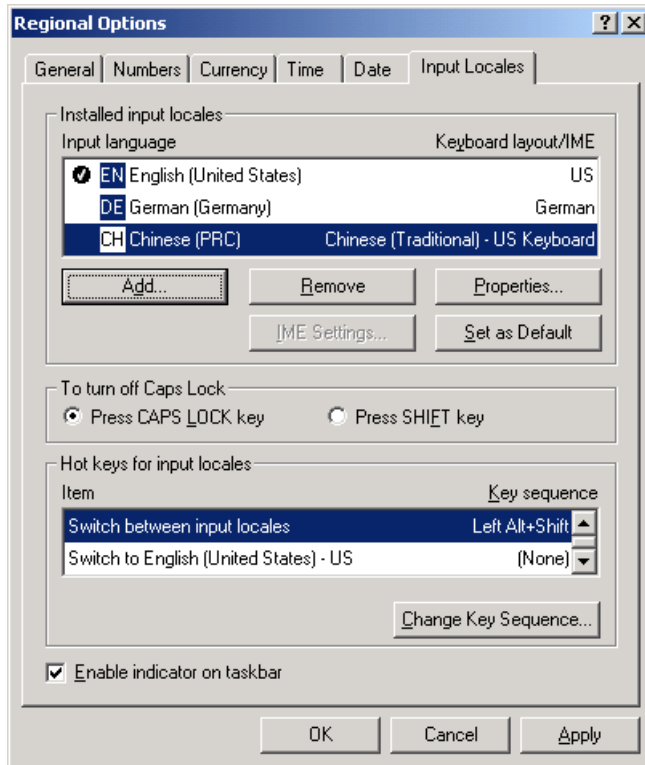 Regional Options
General Numbers Currency Time Date Input Locales
Installed input locales
Input language Keyboard layout/IME
EN English (United States) US
DE German (Germany) German
CH Chinese (PRC) Chinese (Traditional) - US Keyboard
Add... Remove Properties...
IME Settings... Set as Default
To turn off Caps Lock
Press CAPS LOCK key Press SHIFT key
Hot keys for input locales
Item Key sequence
Switch between input locales Left Alt+Shift
Switch to English (United States) - US (None)
Change Key Sequence...
Enable indicator on taskbar
OK Cancel Apply